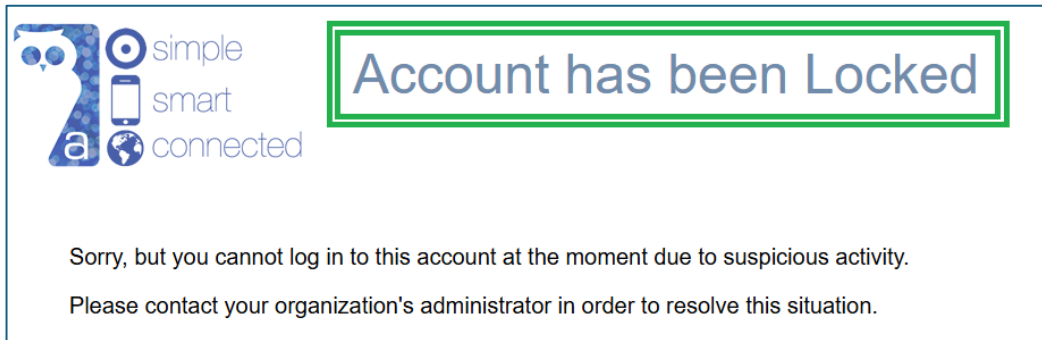 simple
smart
a
connected
Account has been Locked
Sorry, but you cannot log in to this account at the moment due to suspicious activity.
Please contact your organization's administrator in order to resolve this situation.